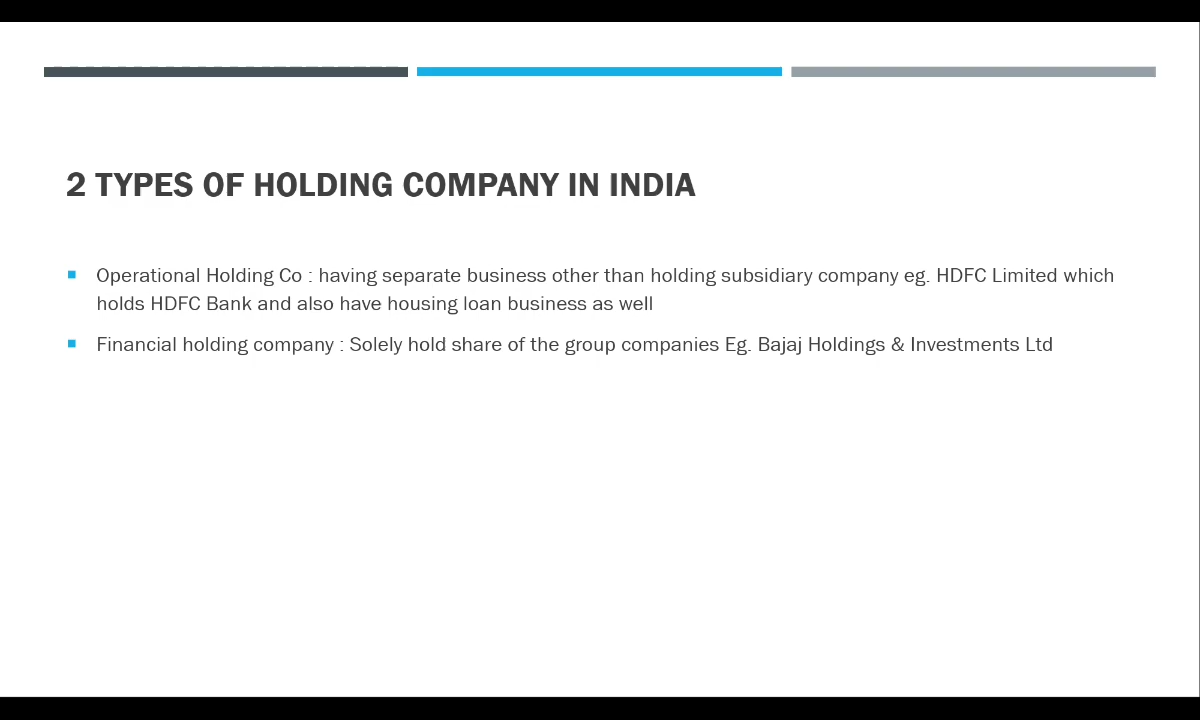 2 TYPES OF HOLDING COMPANY IN INDIA
Operational Holding Co : having separate business other than holding subsidiary company eg. HDFC Limited which
holds HDFC Bank and also have housing loan business as well
Financial holding company : Solely hold share of the group companies Eg. Bajaj Holdings & Investments Ltd